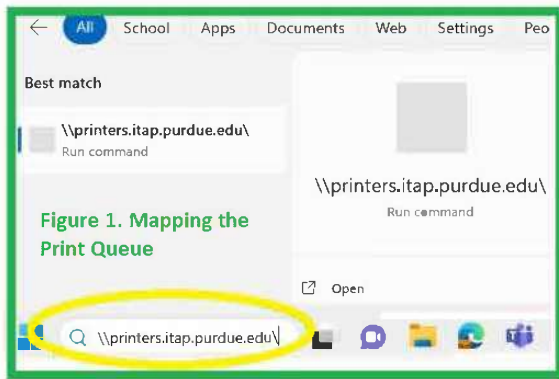 All School Apps Documents Web Settings Peo
Best match
\\printers.itap.purdue.edu\
Run command
\\printers.itap.purdue.edu\
Run command
Figure 1. Mapping the
Print Queue
Open
\\printers.itap.purdue.edu\